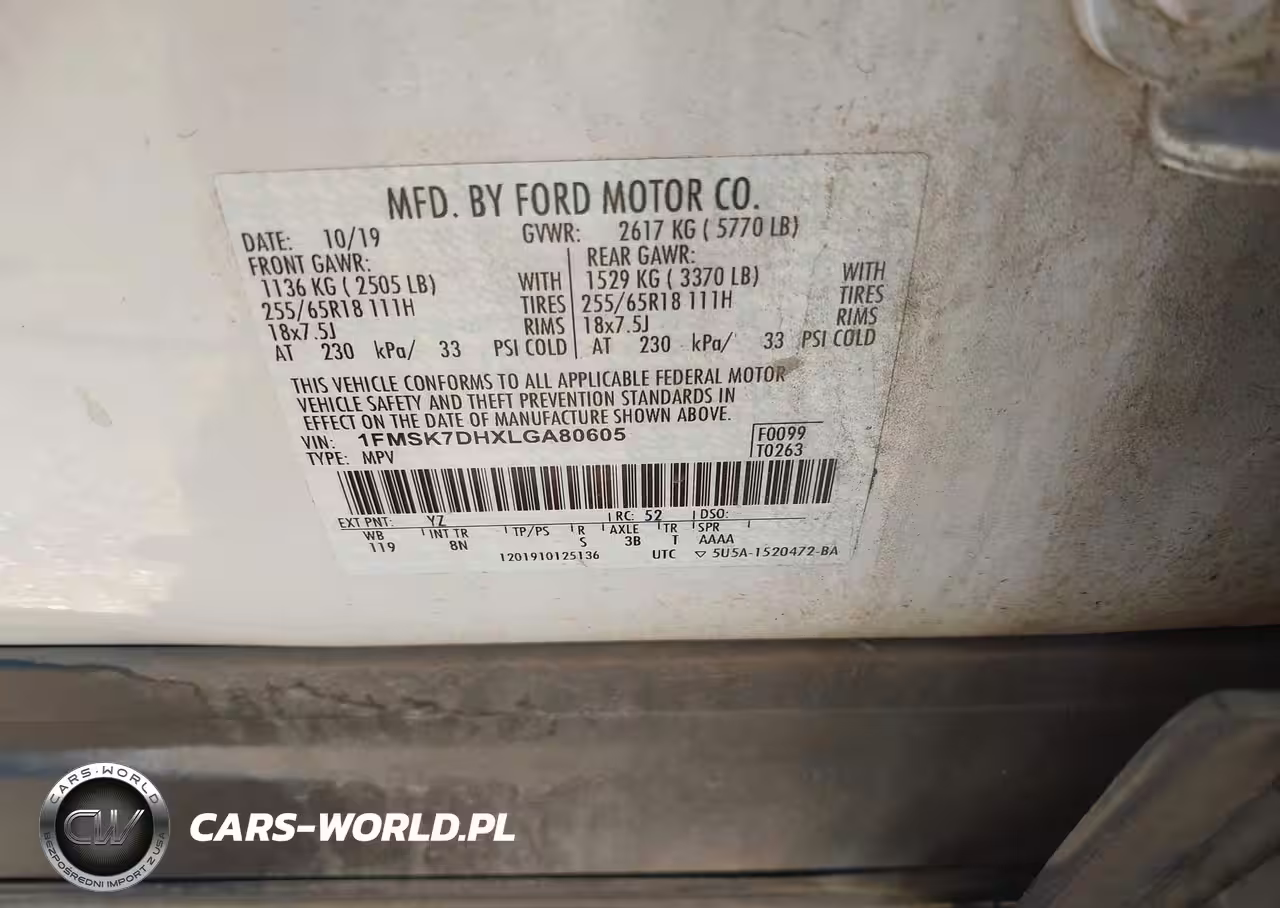 MFD. BY FORD MOTOR CO.
DATE: 10/19 GVWR: 2617 KG ( 5770 LB)
FRONT GAWR: REAR GAWR:
1136 KG ( 2505 LB) WITH 1529 KG ( 3370 LB) WITH
255/65R18 111H TIRES 255/65R18 111H TIRES
18x7.5J RIMS 18x7.5J RIMS
AT 230 kPa/ 33 PSI COLD AT 230 kPa/ 33 PSI COLD
THIS VEHICLE CONFORMS TO ALL APPLICABLE FEDERAL MOTOR
VEHICLE SAFETY AND THEFT PREVENTION STANDARDS IN
EFFECT ON THE DATE OF MANUFACTURE SHOWN ABOVE.
VIN: 1FMSK7DHXLGA80605 F0099
TYPE: MPV T0263
EXT PNT: YZ RC: 52 DSO:
WB INT TR TP/PS R AXLE TR SPR
119 8N S 3B T AAAA
1201910125136 UTC ▽ 5U5A-1520472-BA
CARS-WORLD
CW
BEZPOŚREDNI IMPORT Z USA
CARS-WORLD.PL